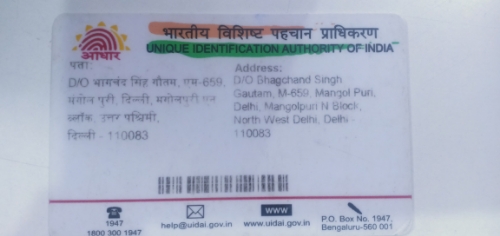 भारतीय विशिष्ट पहचान प्राधिकरण
UNIQUE IDENTIFICATION AUTHORITY OF INDIA
आधार
पता:
D/O भागचंद सिंह गौतम, एम-659,
मंगोल पुरी, दिल्ली, मगोलपुरी एन
ब्लॉक, उत्तर पश्चिमी,
दिल्ली - 110083
Address:
D/O Bhagchand Singh
Gautam, M-659, Mangol Puri,
Delhi, Mangolpuri N Block,
North West Delhi, Delhi -
110083
1947
1800 300 1947
help@uidai.gov.in
www
www.uidai.gov.in
P.O. Box No. 1947,
Bengaluru-560 001